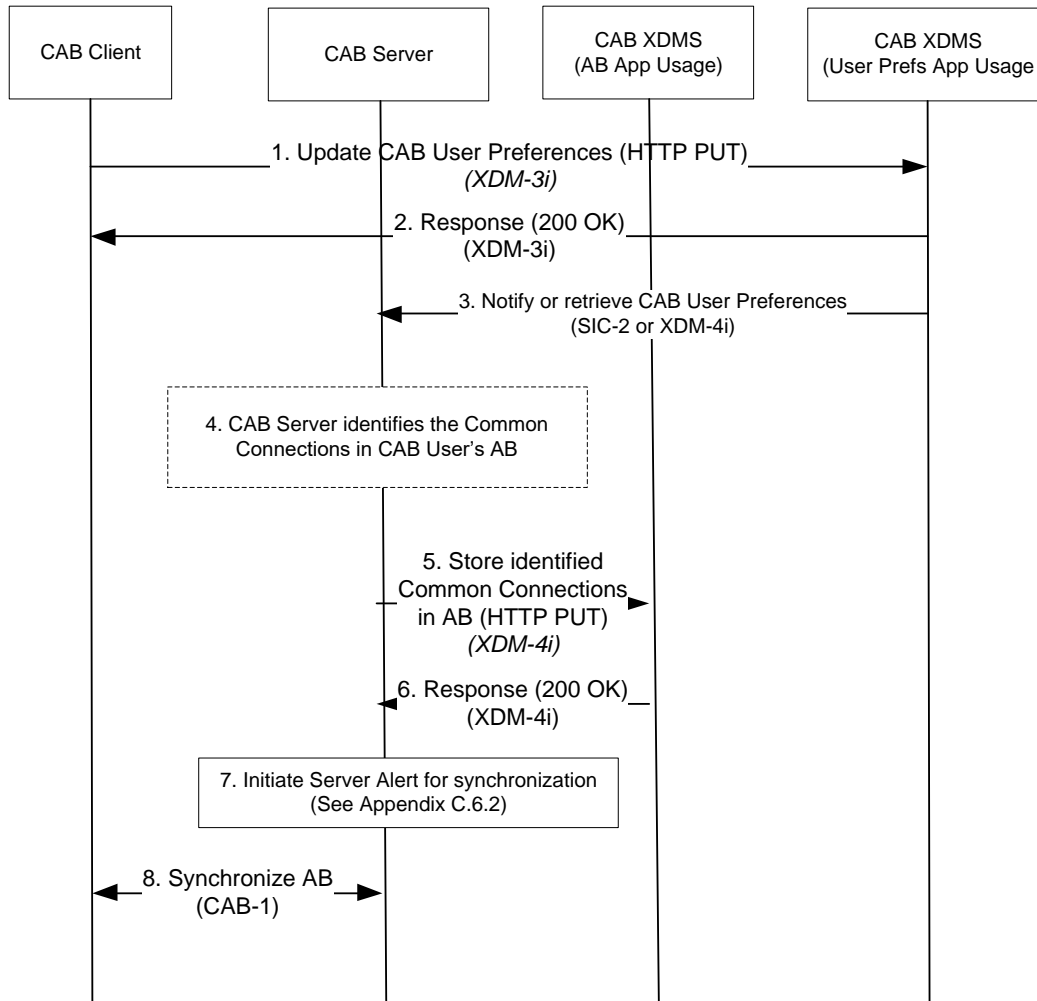 CAB Client
CAB Server
CAB XDMS
(AB App Usage)
CAB XDMS
(User Prefs App Usage
1. Update CAB User Preferences (HTTP PUT)
(XDM-3i)
2. Response (200 OK)
(XDM-3i)
3. Notify or retrieve CAB User Preferences
(SIC-2 or XDM-4i)
4. CAB Server identifies the Common
Connections in CAB User’s AB
5. Store identified
Common Connections
in AB (HTTP PUT)
(XDM-4i)
6. Response (200 OK)
(XDM-4i)
7. Initiate Server Alert for synchronization
(See Appendix C.6.2)
8. Synchronize AB
(CAB-1)